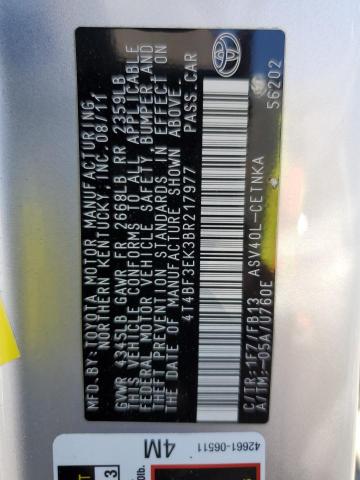 MFD. BY: TOYOTA MOTOR MANUFACTURING
NORTHERN KENTUCKY, INC. 08/11
GVWR 4345LB GAWR FR 2668LB RR 2359LB
THIS VEHICLE CONFORMS TO ALL APPLICABLE
FEDERAL MOTOR VEHICLE SAFETY, BUMPER AND
THEFT PREVENTION STANDARDS IN EFFECT ON
THE DATE OF MANUFACTURE SHOWN ABOVE.
4T4BF3EK3BR217977 PASS.CAR
C/TR:1F7/FB13 ASV40L-CETNKA
A/TM:-05A/U760E 56202
42661-06511
4M
3